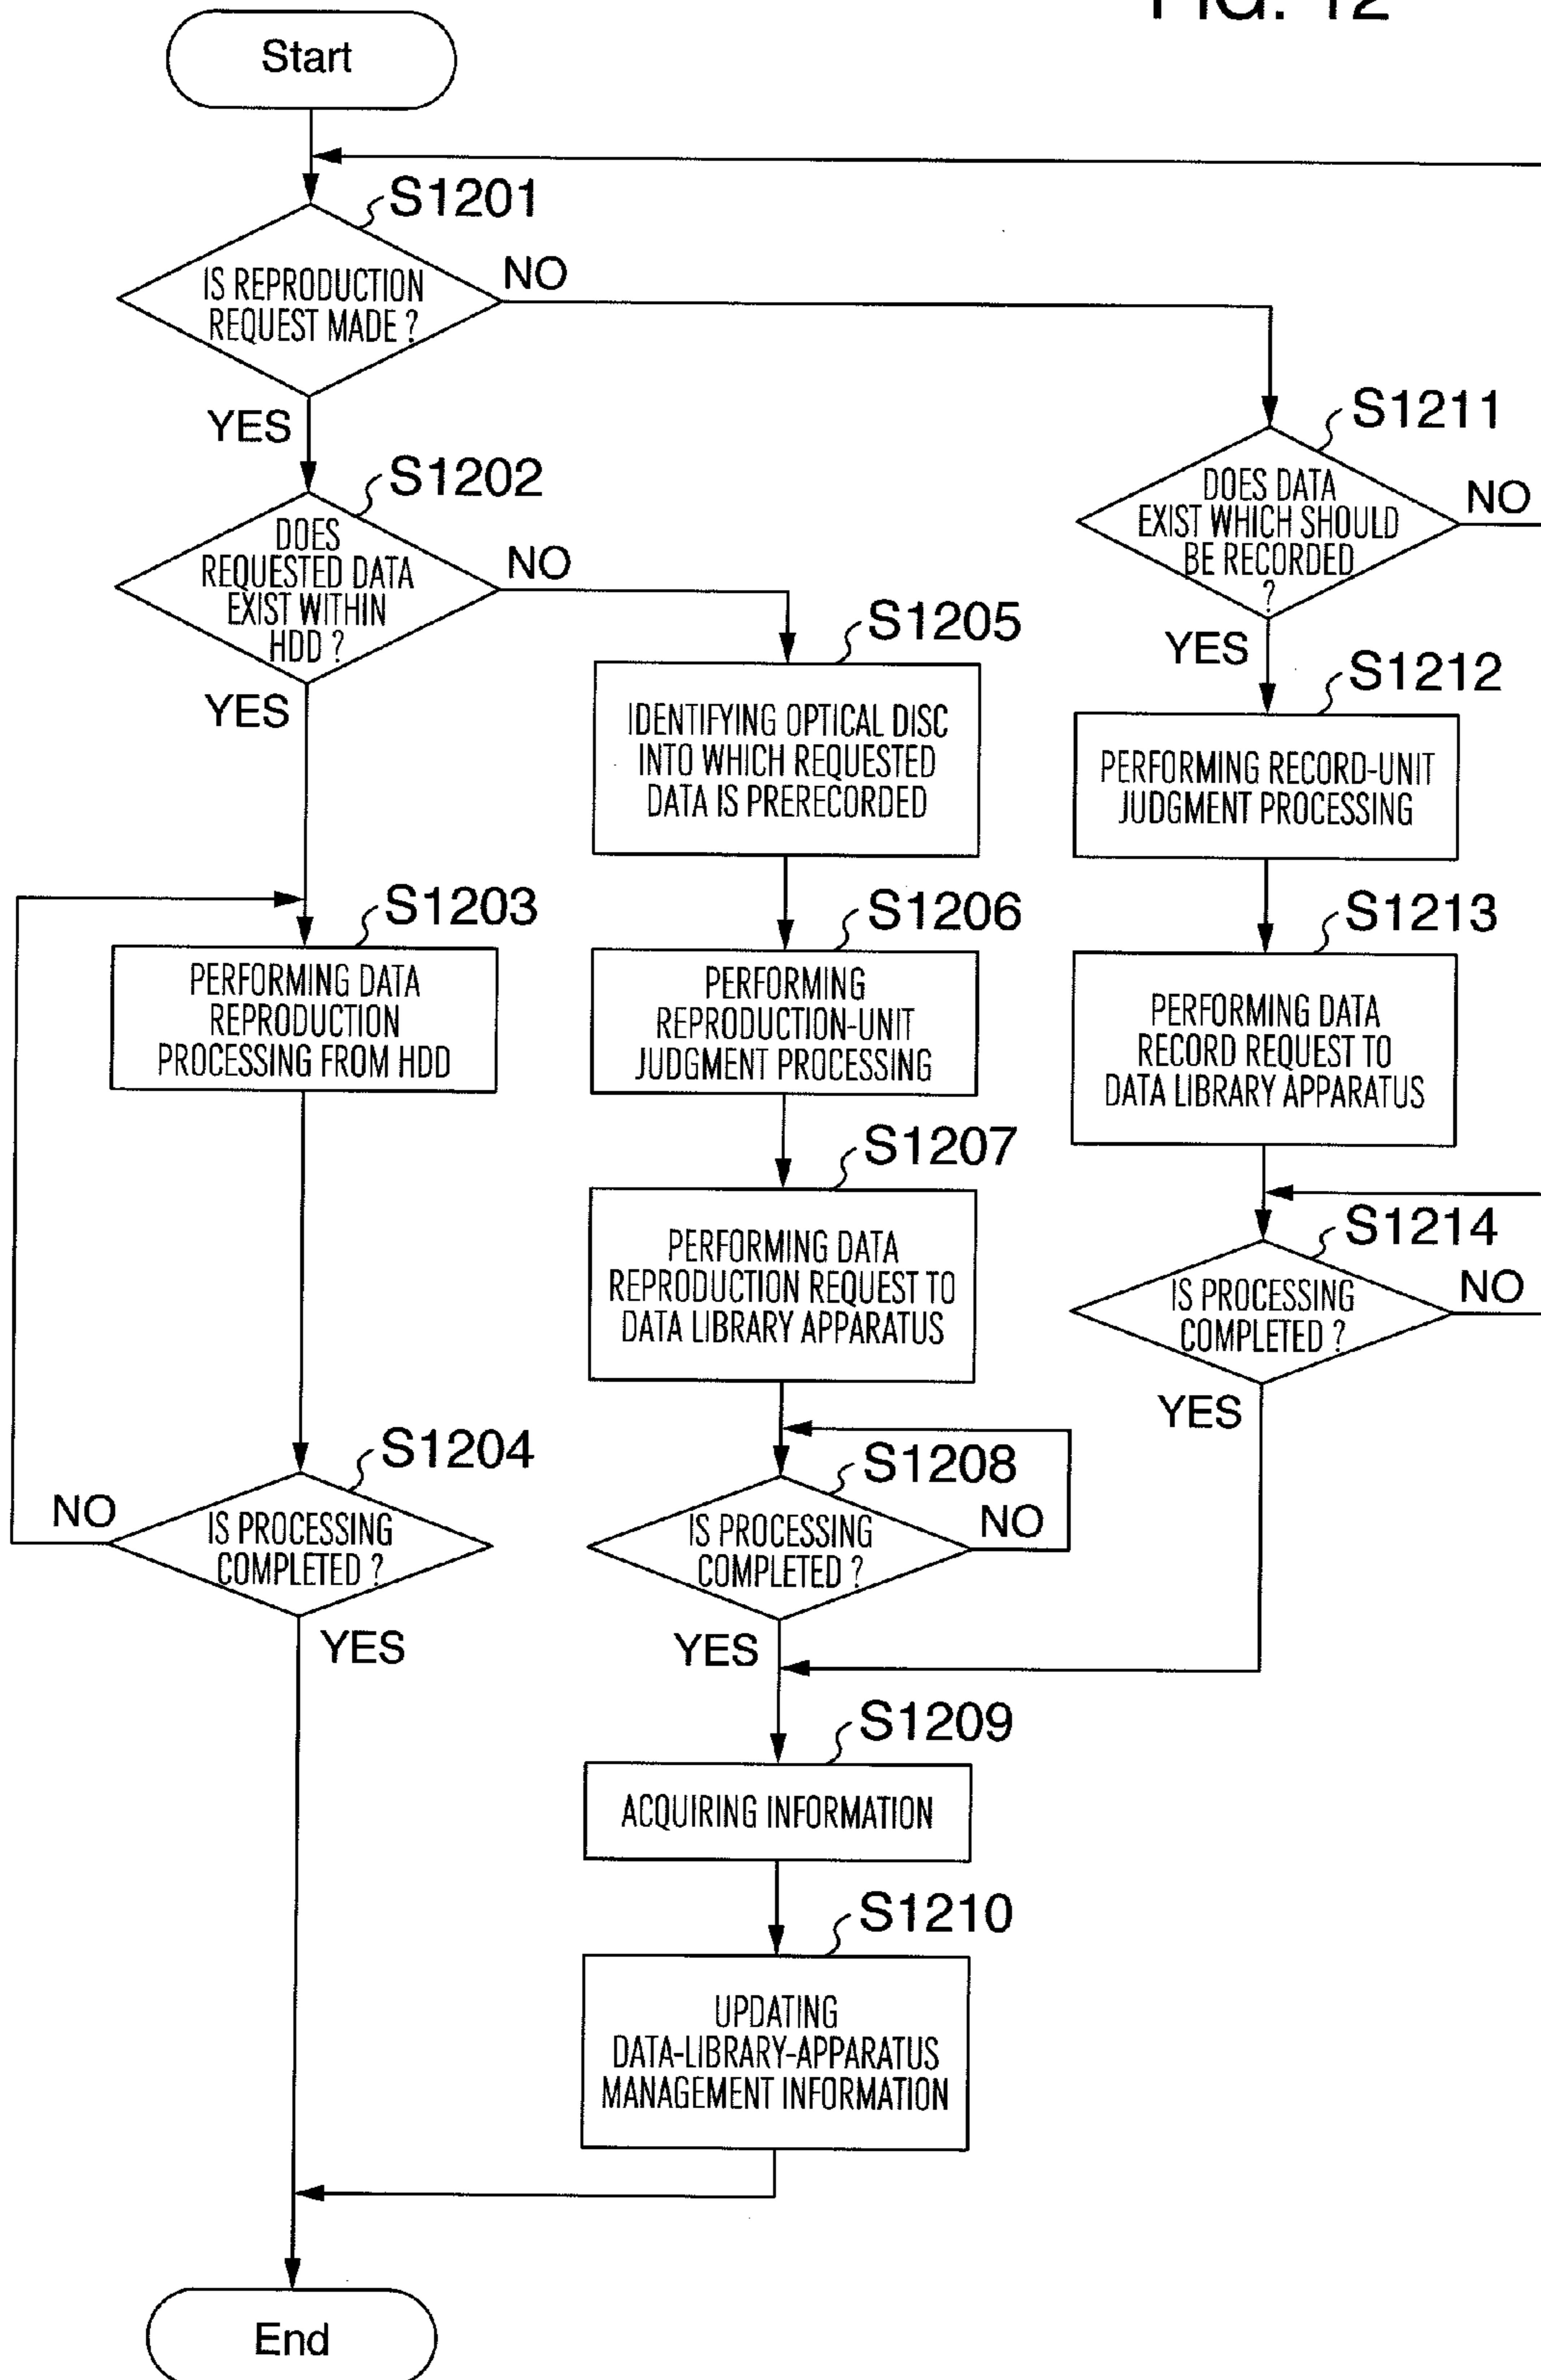 FIG. 12
Start
S1201
IS REPRODUCTION
REQUEST MADE ?
NO
YES
S1202
DOES
REQUESTED DATA
EXIST WITHIN
HDD ?
NO
YES
S1203
PERFORMING DATA
REPRODUCTION
PROCESSING FROM HDD
S1204
IS PROCESSING
COMPLETED ?
NO
YES
S1205
IDENTIFYING OPTICAL DISC
INTO WHICH REQUESTED
DATA IS PRERECORDED
S1206
PERFORMING
REPRODUCTION-UNIT
JUDGMENT PROCESSING
S1207
PERFORMING DATA
REPRODUCTION REQUEST TO
DATA LIBRARY APPARATUS
S1208
IS PROCESSING
COMPLETED ?
NO
YES
S1209
ACQUIRING INFORMATION
S1210
UPDATING
DATA-LIBRARY-APPARATUS
MANAGEMENT INFORMATION
S1211
DOES DATA
EXIST WHICH SHOULD
BE RECORDED
?
NO
YES
S1212
PERFORMING RECORD-UNIT
JUDGMENT PROCESSING
S1213
PERFORMING DATA
RECORD REQUEST TO
DATA LIBRARY APPARATUS
S1214
IS PROCESSING
COMPLETED ?
NO
YES
End